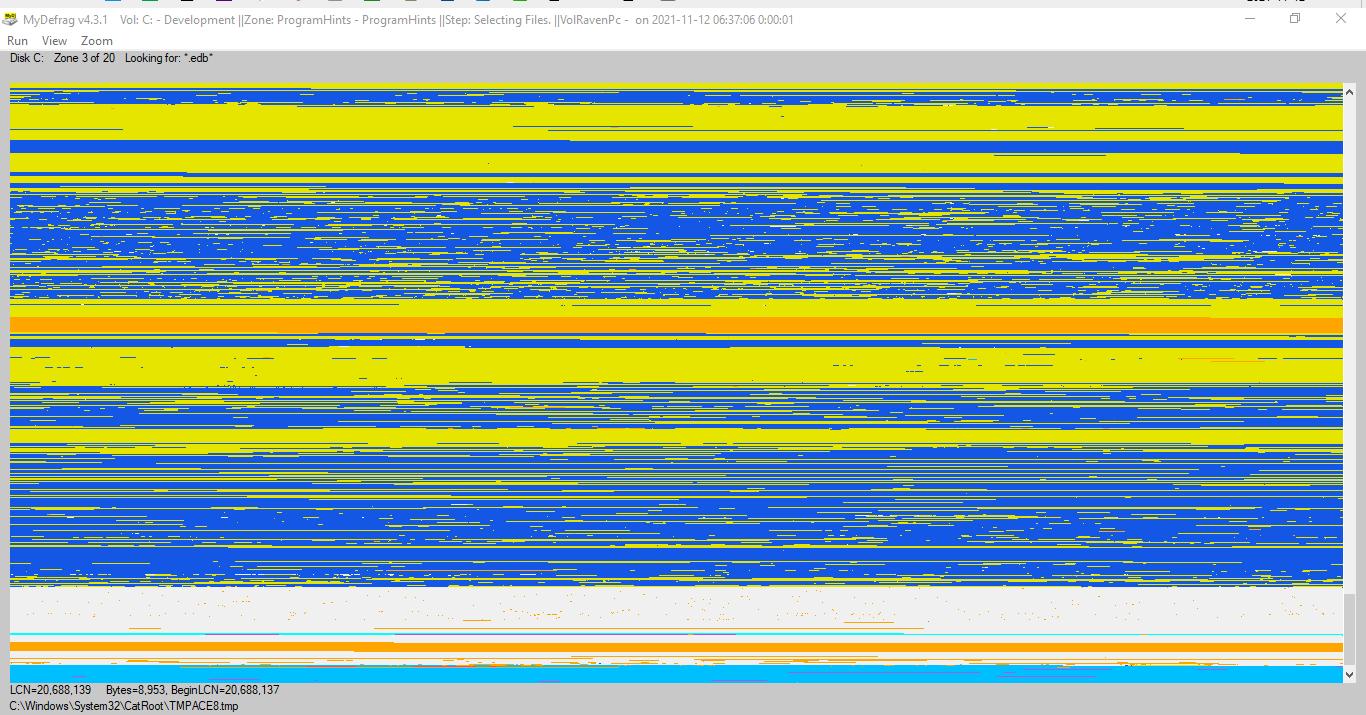 MyDefrag v4.3.1 Vol: C: - Development ||Zone: ProgramHints - ProgramHints ||Step: Selecting Files. ||VolRavenPc - on 2021-11-12 06:37:06 0:00:01
Run View Zoom
Disk C: Zone 3 of 20 Looking for: *.edb*
LCN=20,688,139 Bytes=8,953, BeginLCN=20,688,137
C:\Windows\System32\CatRoot\TMPACE8.tmp